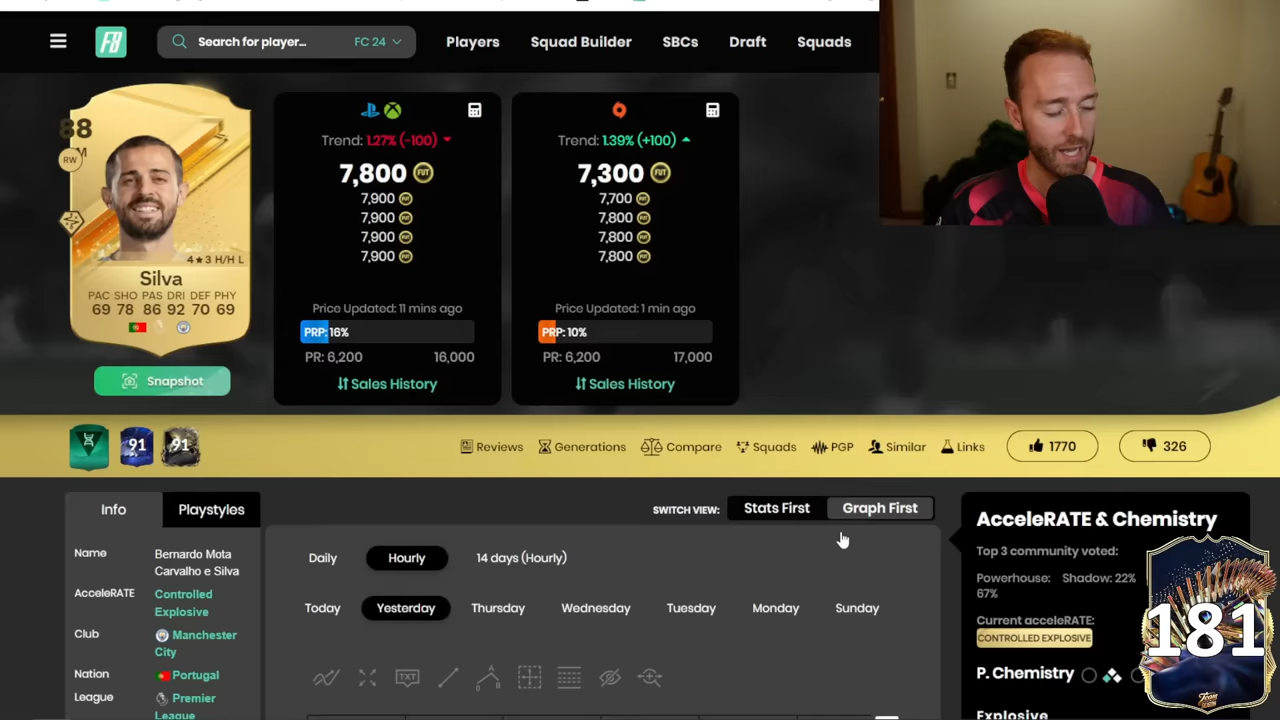 FB
Search for player...
FC 24
Players
Squad Builder
SBCs
Draft
Squads
88
RW
4★3 H/H L
Silva
PAC SHO PAS DRI DEF PHY
69 78 86 92 70 69
Snapshot
Trend: 1.27% (-100)
7,800 FUT
7,900
7,900
7,900
7,900
Price Updated: 11 mins ago
PRP: 16%
PR: 6,200 16,000
Sales History
Trend: 1.39% (+100)
7,300 FUT
7,700
7,800
7,800
7,800
Price Updated: 1 min ago
PRP: 10%
PR: 6,200 17,000
Sales History
91
91
Reviews
Generations
Compare
Squads
PGP
Similar
Links
1770
326
Info
Playstyles
SWITCH VIEW:
Stats First
Graph First
Name Bernardo Mota
Carvalho e Silva
AcceleRATE Controlled
Explosive
Club Manchester
City
Nation Portugal
League Premier
League
Daily
Hourly
14 days (Hourly)
Today
Yesterday
Thursday
Wednesday
Tuesday
Monday
Sunday
TXT
AcceleRATE & Chemistry
Top 3 community voted:
Powerhouse: Shadow: 22%
67%
Current acceleRATE:
CONTROLLED EXPLOSIVE
P. Chemistry
Explosive
181